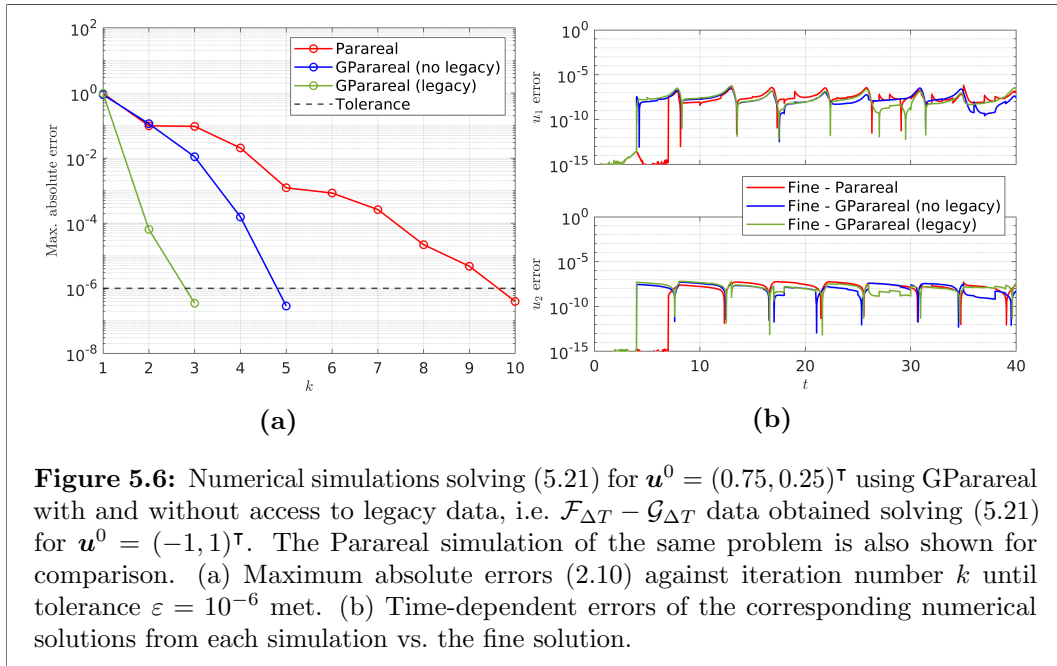 10^2
10^0
10^-2
10^-4
10^-6
10^-8
Max. absolute error
Parareal
GParareal (no legacy)
GParareal (legacy)
Tolerance
1 2 3 4 5 6 7 8 9 10
k
(a)
10^0
10^-5
10^-10
10^-15
u_1 error
Fine - Parareal
Fine - GParareal (no legacy)
Fine - GParareal (legacy)
10^0
10^-5
10^-10
10^-15
u_2 error
0 10 20 30 40
t
(b)
Figure 5.6: Numerical simulations solving (5.21) for u^0 = (0.75, 0.25)^⊺ using GParareal
with and without access to legacy data, i.e. F_ΔT − G_ΔT data obtained solving (5.21)
for u^0 = (−1, 1)^⊺. The Parareal simulation of the same problem is also shown for
comparison. (a) Maximum absolute errors (2.10) against iteration number k until
tolerance ε = 10^−6 met. (b) Time-dependent errors of the corresponding numerical
solutions from each simulation vs. the fine solution.